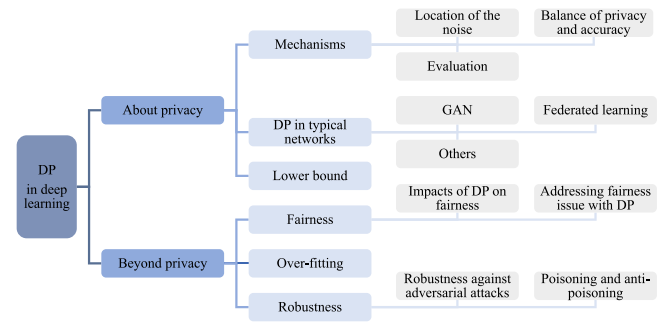 DP
in deep
learning
About privacy
Mechanisms
Location of the
noise
Balance of privacy
and accuracy
Evaluation
DP in typical
networks
GAN
Federated learning
Others
Lower bound
Beyond privacy
Fairness
Impacts of DP on
fairness
Addressing fairness
issue with DP
Over-fitting
Robustness
Robustness against
adversarial attacks
Poisoning and anti-
poisoning